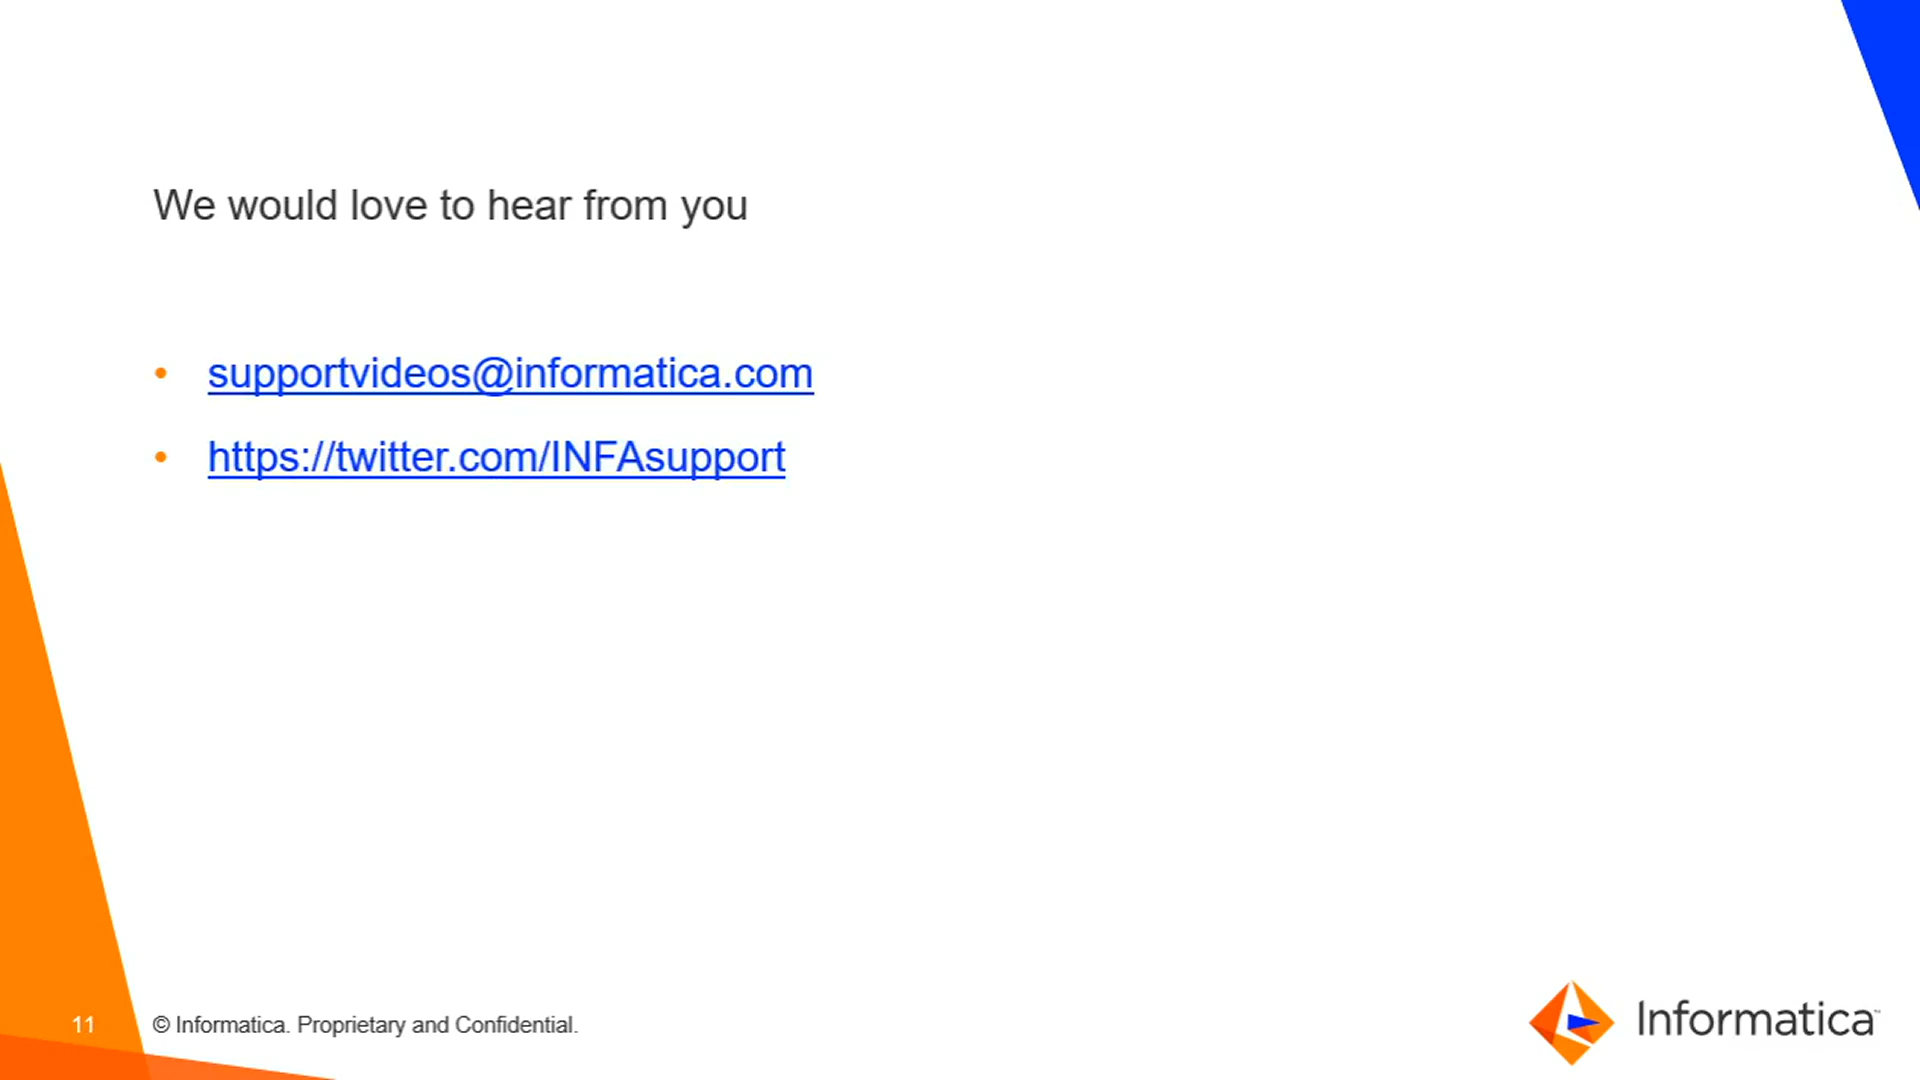 We would love to hear from you
• supportvideos@informatica.com
• https://twitter.com/INFAsupport
11
© Informatica. Proprietary and Confidential.
Informatica™